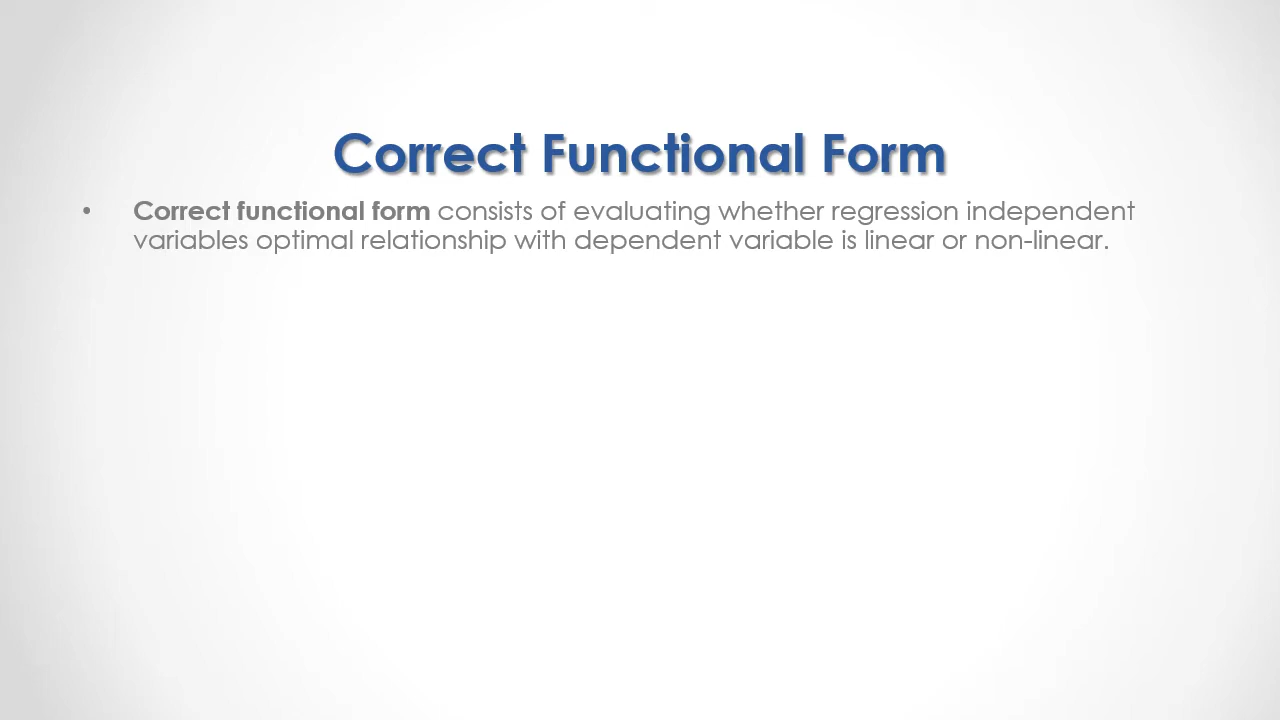 Correct Functional Form
• Correct functional form consists of evaluating whether regression independent
variables optimal relationship with dependent variable is linear or non-linear.